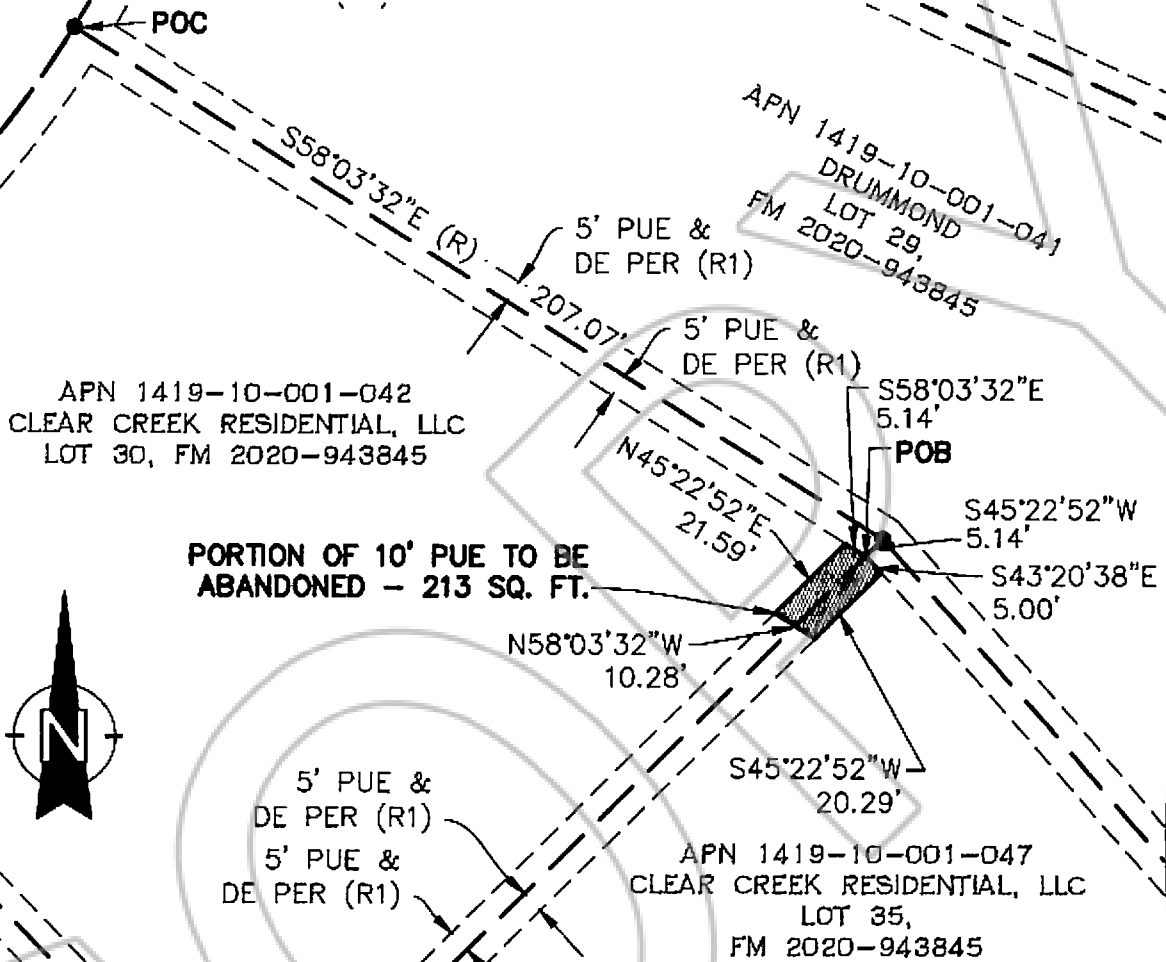 POC
S58°03'32"E (R)
207.07'
5' PUE &
DE PER (R1)
APN 1419-10-001-041
DRUMMOND
LOT 29,
FM 2020-943845
5' PUE &
DE PER (R1)
APN 1419-10-001-042
CLEAR CREEK RESIDENTIAL, LLC
LOT 30, FM 2020-943845
S58°03'32"E
5.14'
POB
N45°22'52"E
21.59'
S45°22'52"W
5.14'
PORTION OF 10' PUE TO BE
ABANDONED - 213 SQ. FT.
S43°20'38"E
5.00'
N58°03'32"W
10.28'
N
S45°22'52"W
20.29'
5' PUE &
DE PER (R1)
5' PUE &
DE PER (R1)
APN 1419-10-001-047
CLEAR CREEK RESIDENTIAL, LLC
LOT 35,
FM 2020-943845